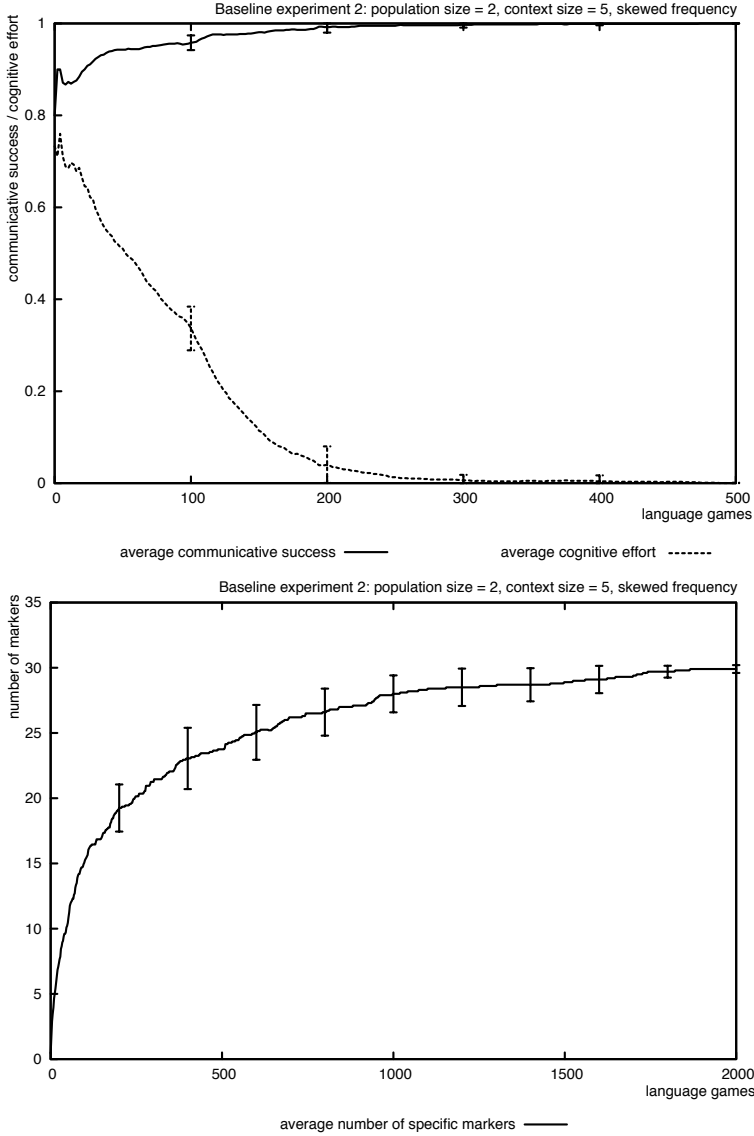 Baseline experiment 2: population size = 2, context size = 5, skewed frequency
communicative success / cognitive effort
1
0.8
0.6
0.4
0.2
0
0 100 200 300 400 500
language games
average communicative success
average cognitive effort
Baseline experiment 2: population size = 2, context size = 5, skewed frequency
number of markers
35
30
25
20
15
10
5
0
0 500 1000 1500 2000
language games
average number of specific markers